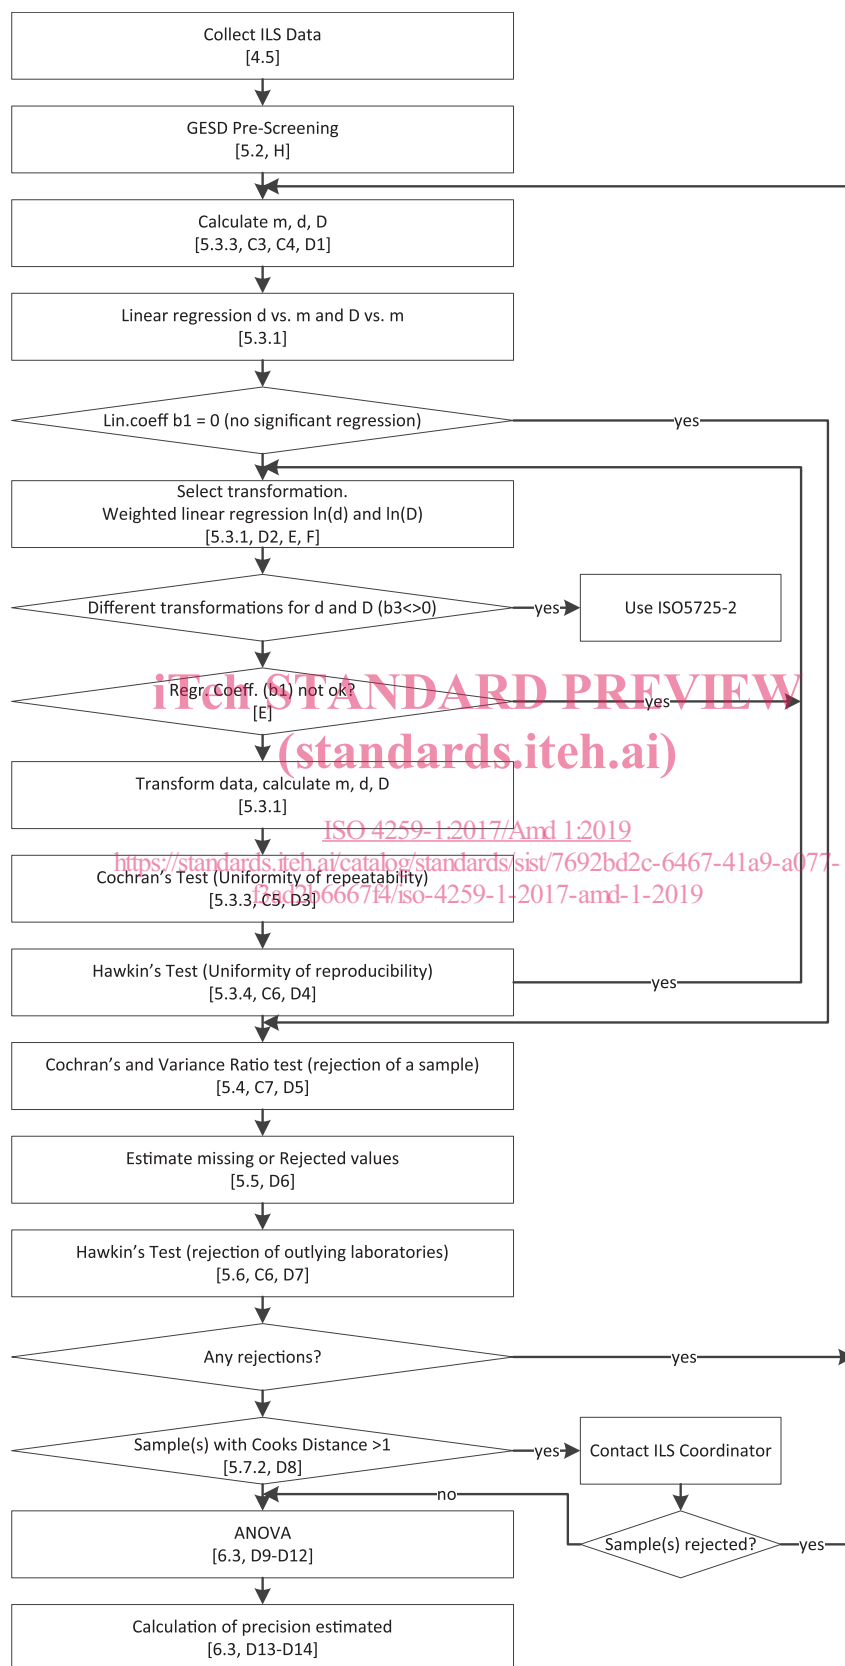 Collect ILS Data
[4.5]
GESD Pre-Screening
[5.2, H]
Calculate m, d, D
[5.3.3, C3, C4, D1]
Linear regression d vs. m and D vs. m
[5.3.1]
Lin.coeff b1 = 0 (no significant regression)
yes
Select transformation.
Weighted linear regression ln(d) and ln(D)
[5.3.1, D2, E, F]
Different transformations for d and D (b3<>0)
yes
Use ISO5725-2
Regr. Coeff. (b1) not ok?
[E]
yes
iTeh STANDARD PREVIEW
(standards.iteh.ai)
Transform data, calculate m, d, D
[5.3.1]
ISO 4259-1:2017/Amd 1:2019
https://standards.iteh.ai/catalog/standards/sist/7692bd2c-6467-41a9-a077-
f3ad2b6667f4/iso-4259-1-2017-amd-1-2019
Cochran’s Test (Uniformity of repeatability)
[5.3.3, C5, D3]
Hawkin’s Test (Uniformity of reproducibility)
[5.3.4, C6, D4]
yes
Cochran’s and Variance Ratio test (rejection of a sample)
[5.4, C7, D5]
Estimate missing or Rejected values
[5.5, D6]
Hawkin’s Test (rejection of outlying laboratories)
[5.6, C6, D7]
Any rejections?
yes
Sample(s) with Cooks Distance >1
[5.7.2, D8]
yes
Contact ILS Coordinator
no
Sample(s) rejected?
yes
ANOVA
[6.3, D9-D12]
Calculation of precision estimated
[6.3, D13-D14]